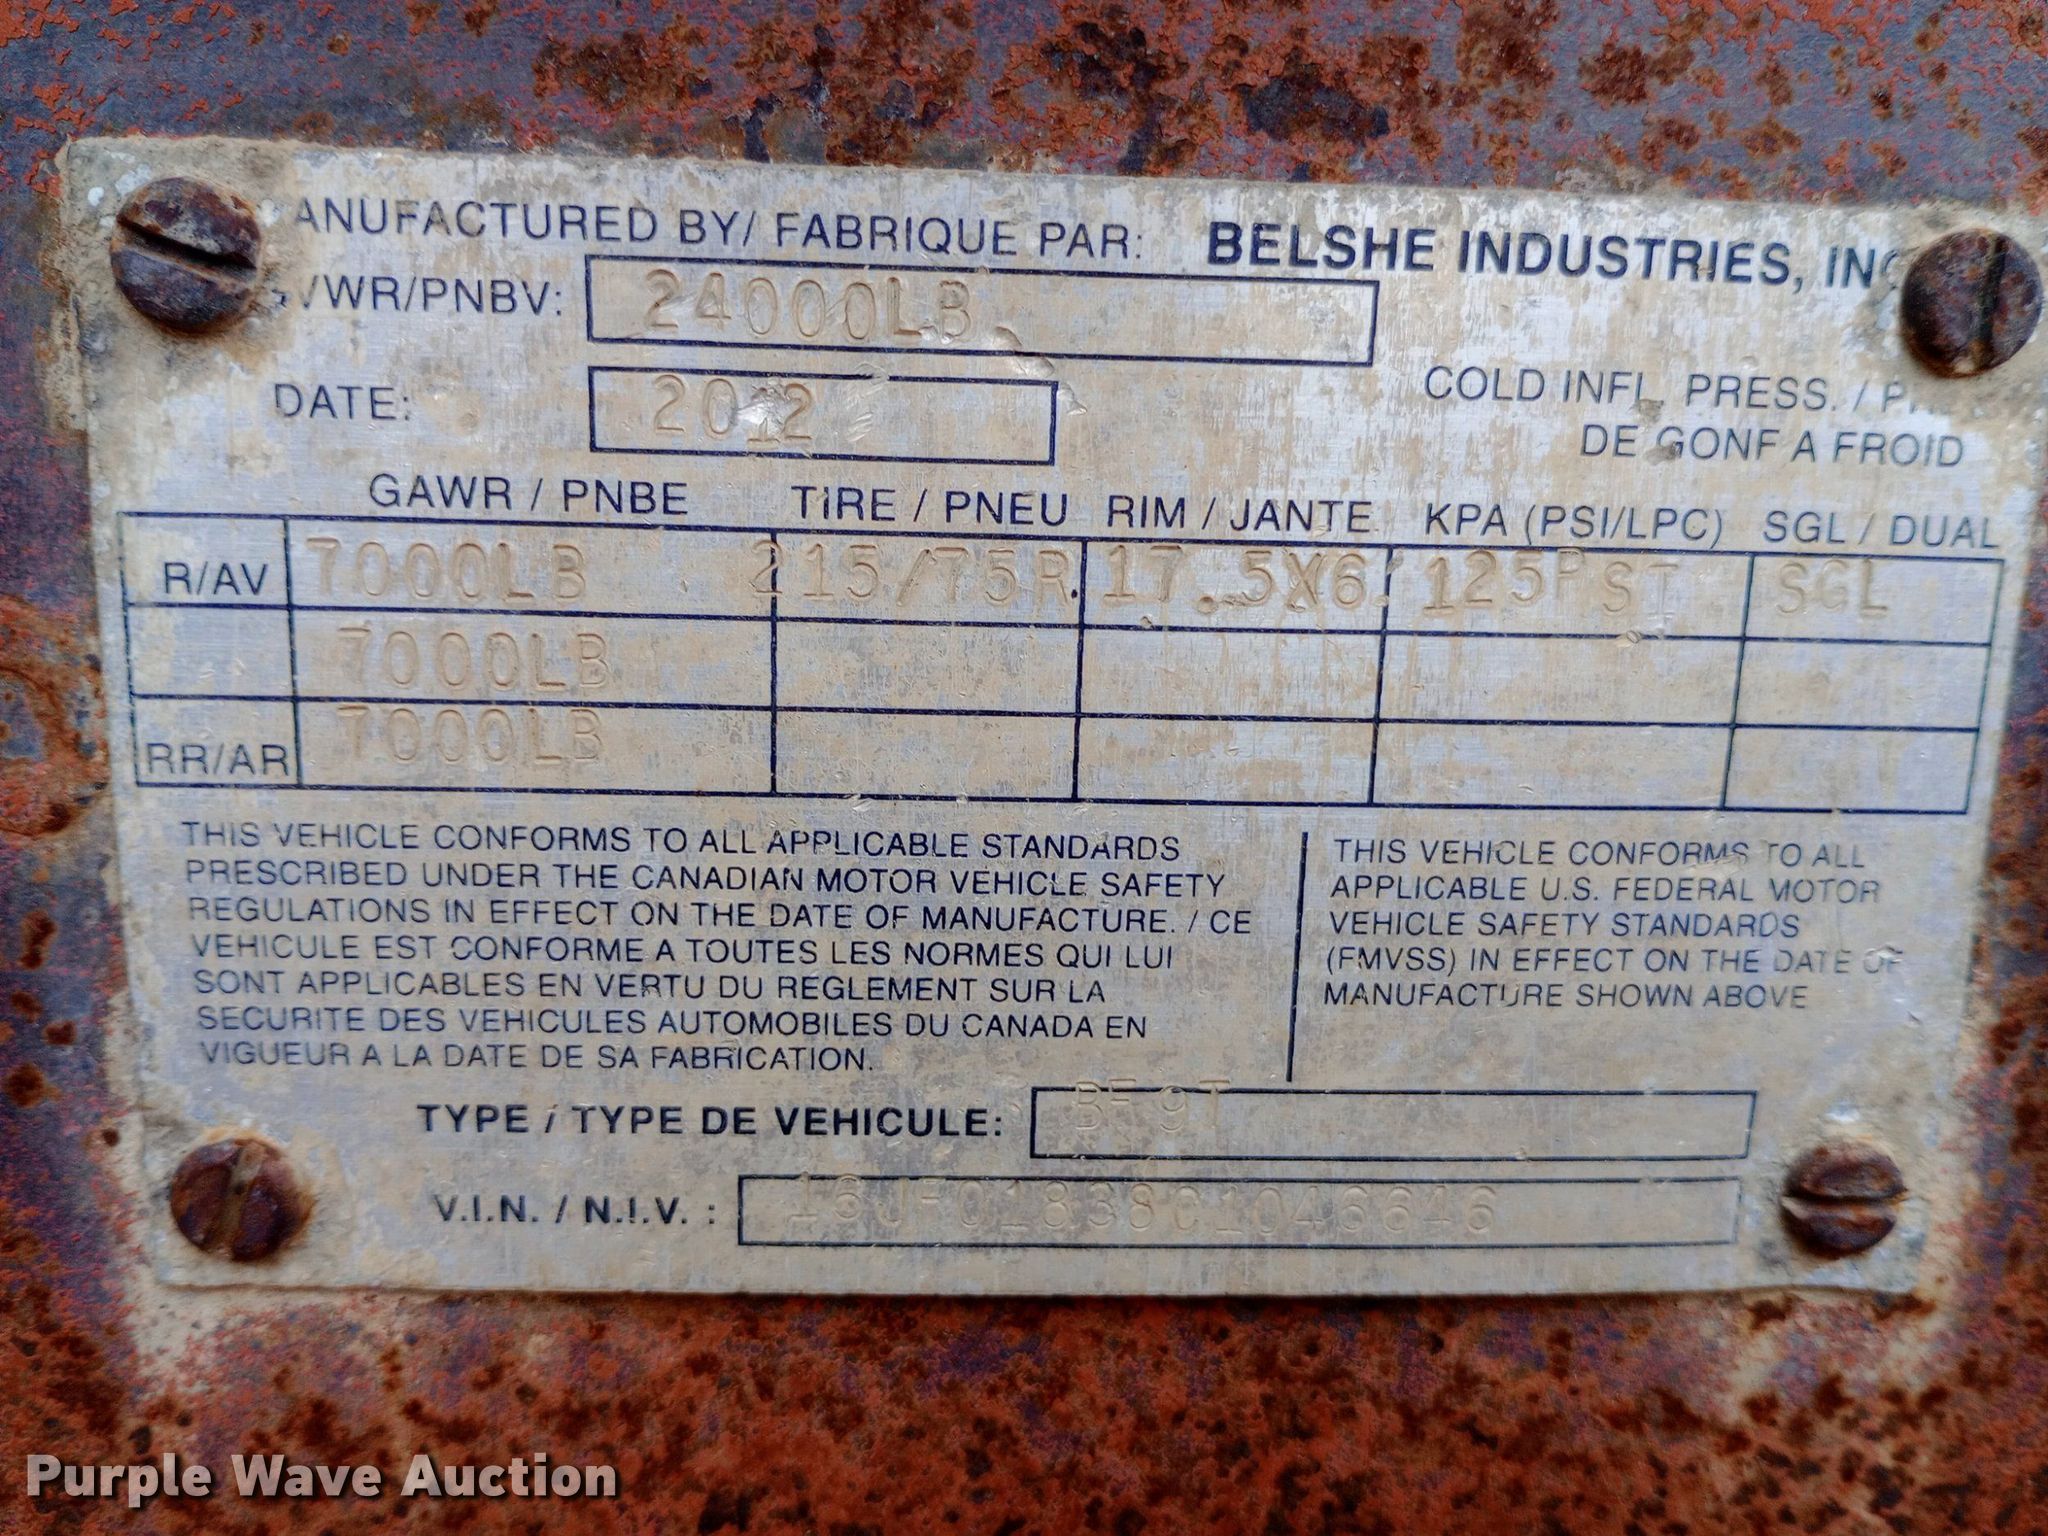 ANUFACTURED BY/ FABRIQUE PAR: BELSHE INDUSTRIES, INC
VWR/PNBV: 24000LB
DATE: 2012
COLD INFL. PRESS. /
DE GONF A FROID
GAWR / PNBE TIRE / PNEU RIM / JANTE KPA (PSI/LPC) SGL / DUAL
R/AV 7000LB 215/75R 17.5X6. 125PSI SGL
7000LB
RR/AR 7000LB
THIS VEHICLE CONFORMS TO ALL APPLICABLE STANDARDS
PRESCRIBED UNDER THE CANADIAN MOTOR VEHICLE SAFETY
REGULATIONS IN EFFECT ON THE DATE OF MANUFACTURE. / CE
VEHICULE EST CONFORME A TOUTES LES NORMES QUI LUI
SONT APPLICABLES EN VERTU DU REGLEMENT SUR LA
SECURITE DES VEHICULES AUTOMOBILES DU CANADA EN
VIGUEUR A LA DATE DE SA FABRICATION.
THIS VEHICLE CONFORMS TO ALL
APPLICABLE U.S. FEDERAL MOTOR
VEHICLE SAFETY STANDARDS
(FMVSS) IN EFFECT ON THE DATE OF
MANUFACTURE SHOWN ABOVE
TYPE / TYPE DE VEHICULE: BF9T
V.I.N. / N.I.V. : 16JF01838C1046646
Purple Wave Auction